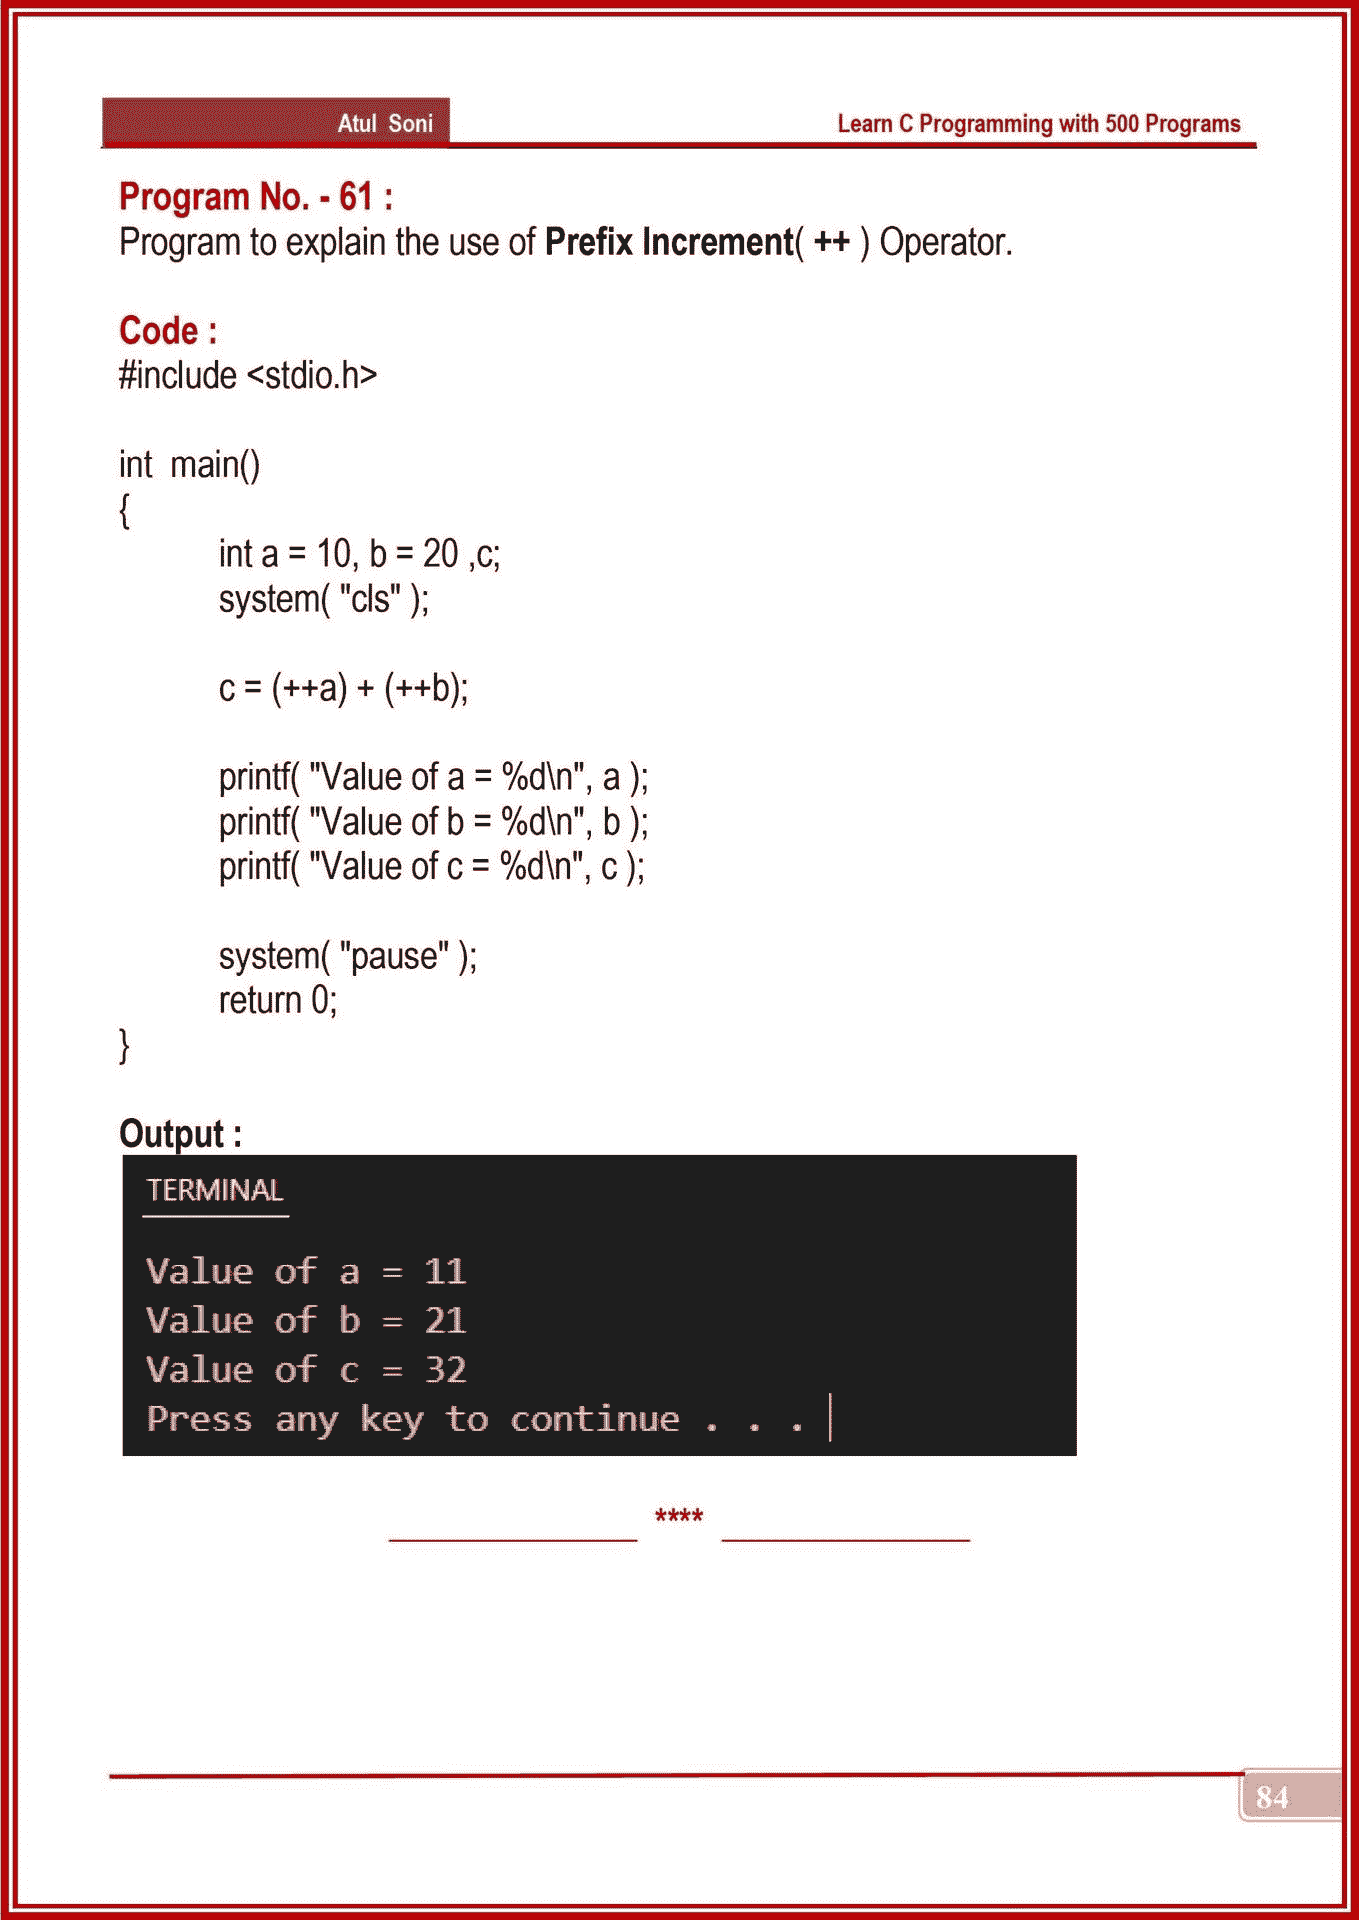 Atul Soni
Learn C Programming with 500 Programs
Program No. - 61 :
Program to explain the use of Prefix Increment( ++ ) Operator.
Code :
#include <stdio.h>
int main()
{
int a = 10, b = 20 ,c;
system( "cls" );
c = (++a) + (++b);
printf( "Value of a = %d\n", a );
printf( "Value of b = %d\n", b );
printf( "Value of c = %d\n", c );
system( "pause" );
return 0;
}
Output :
TERMINAL
Value of a = 11
Value of b = 21
Value of c = 32
Press any key to continue . . .
****
84